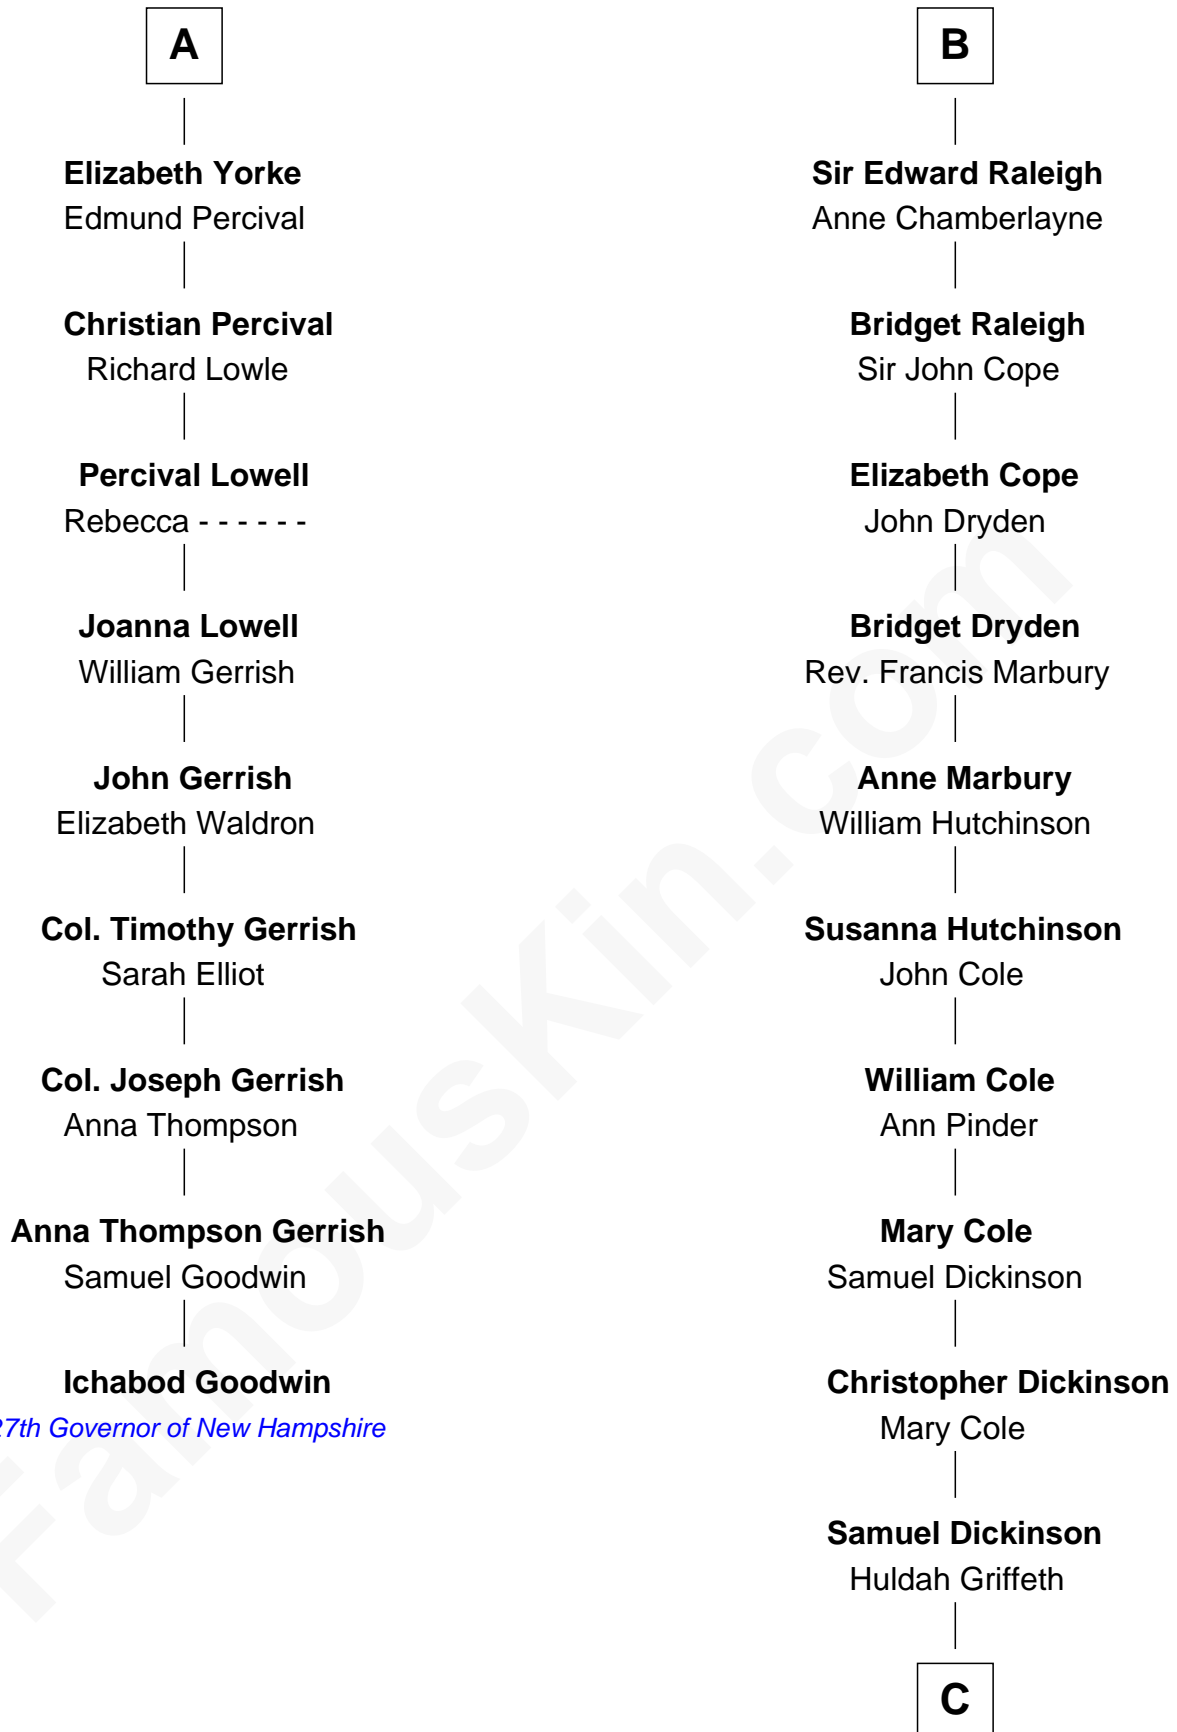 A
Elizabeth Yorke
Edmund Percival
Christian Percival
Richard Lowle
Percival Lowell
Rebecca - - - - - -
Joanna Lowell
William Gerrish
John Gerrish
Elizabeth Waldron
Col. Timothy Gerrish
Sarah Elliot
Col. Joseph Gerrish
Anna Thompson
Anna Thompson Gerrish
Samuel Goodwin
Ichabod Goodwin
27th Governor of New Hampshire
B
Sir Edward Raleigh
Anne Chamberlayne
Bridget Raleigh
Sir John Cope
Elizabeth Cope
John Dryden
Bridget Dryden
Rev. Francis Marbury
Anne Marbury
William Hutchinson
Susanna Hutchinson
John Cole
William Cole
Ann Pinder
Mary Cole
Samuel Dickinson
Christopher Dickinson
Mary Cole
Samuel Dickinson
Huldah Griffeth
C
FamousKin.com